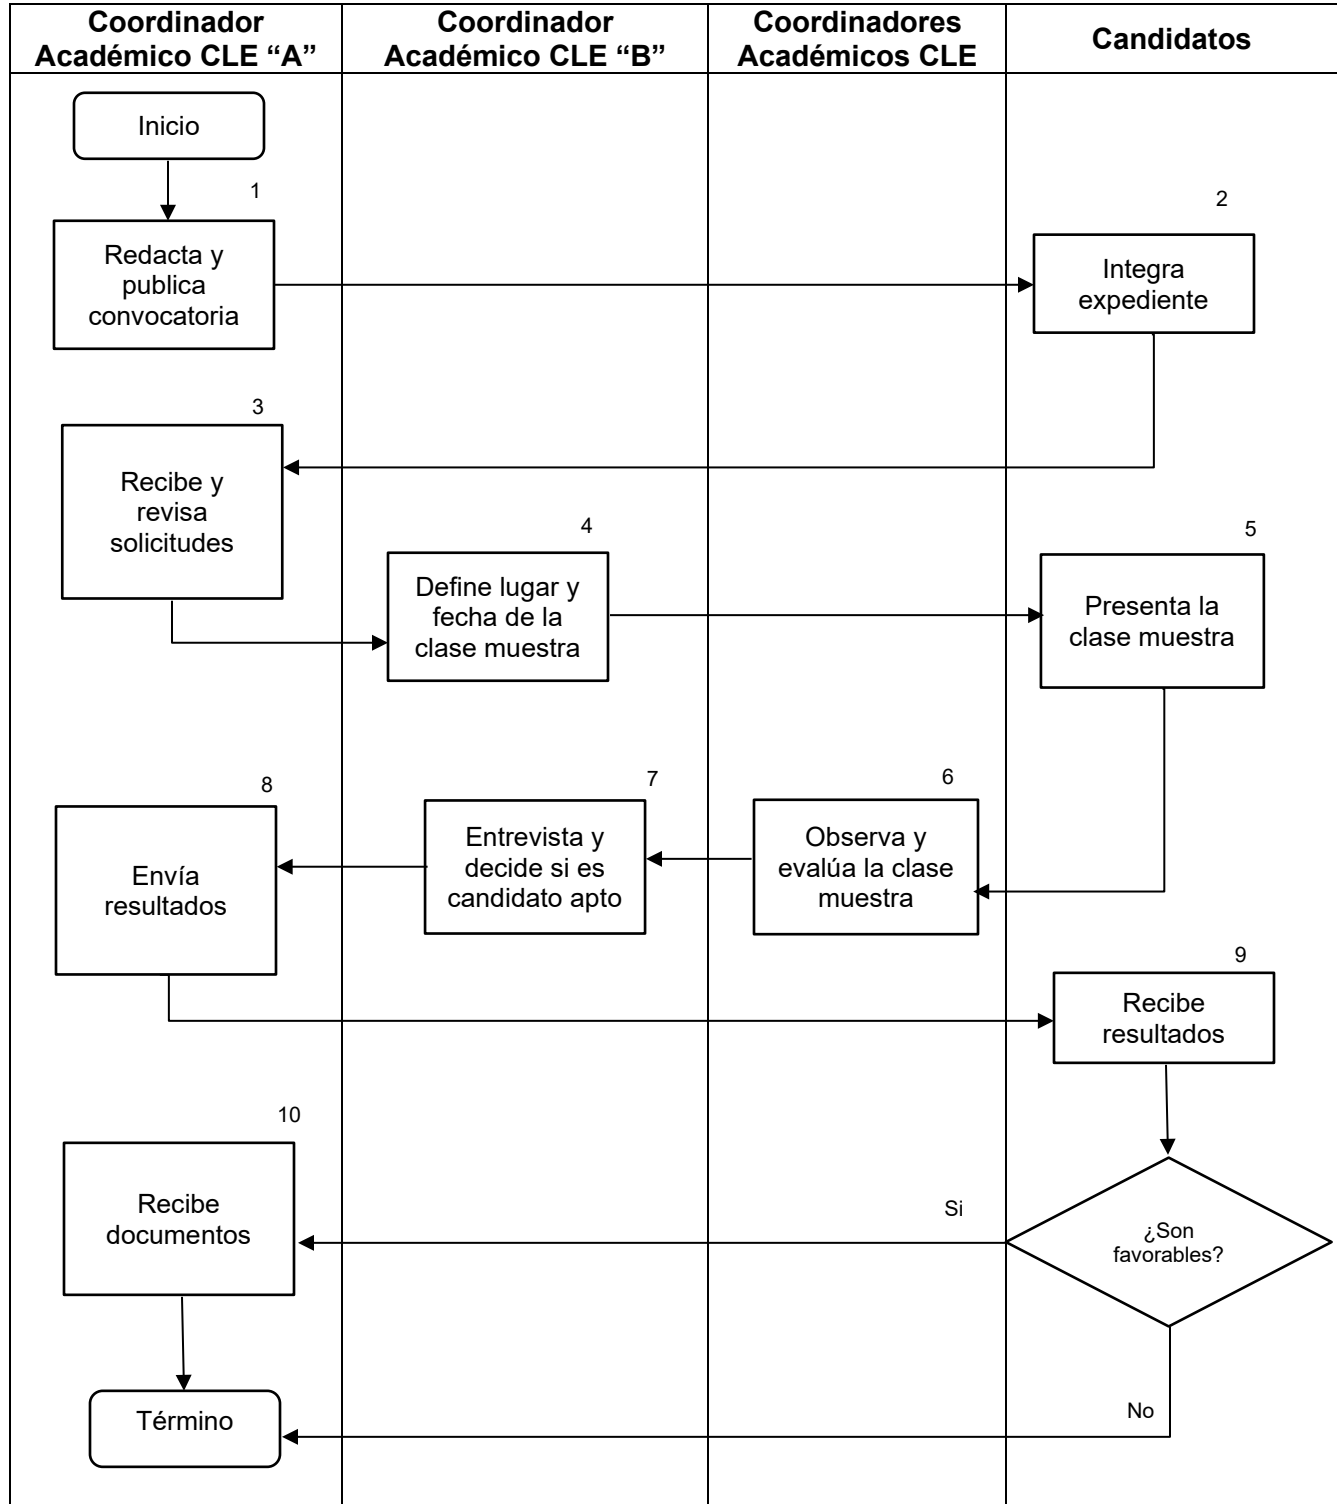 Coordinador
Académico CLE “A”
Coordinador
Académico CLE “B”
Coordinadores
Académicos CLE
Candidatos
Inicio
1
Redacta y
publica
convocatoria
2
Integra
expediente
3
Recibe y
revisa
solicitudes
4
Define lugar y
fecha de la
clase muestra
5
Presenta la
clase muestra
6
Observa y
evalúa la clase
muestra
7
Entrevista y
decide si es
candidato apto
8
Envía
resultados
9
Recibe
resultados
¿Son
favorables?
Si
10
Recibe
documentos
No
Término